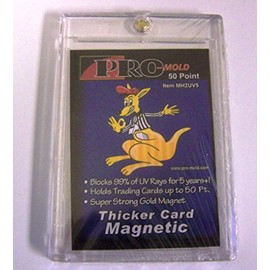 PRO-MOLD
50 Point
Item MH2UV5
www.pro-mold.com
• Blocks 99% of UV Rays for 5 years+!
• Holds Trading Cards up to 50 Pt.
• Super Strong Gold Magnet
Thicker Card
Magnetic